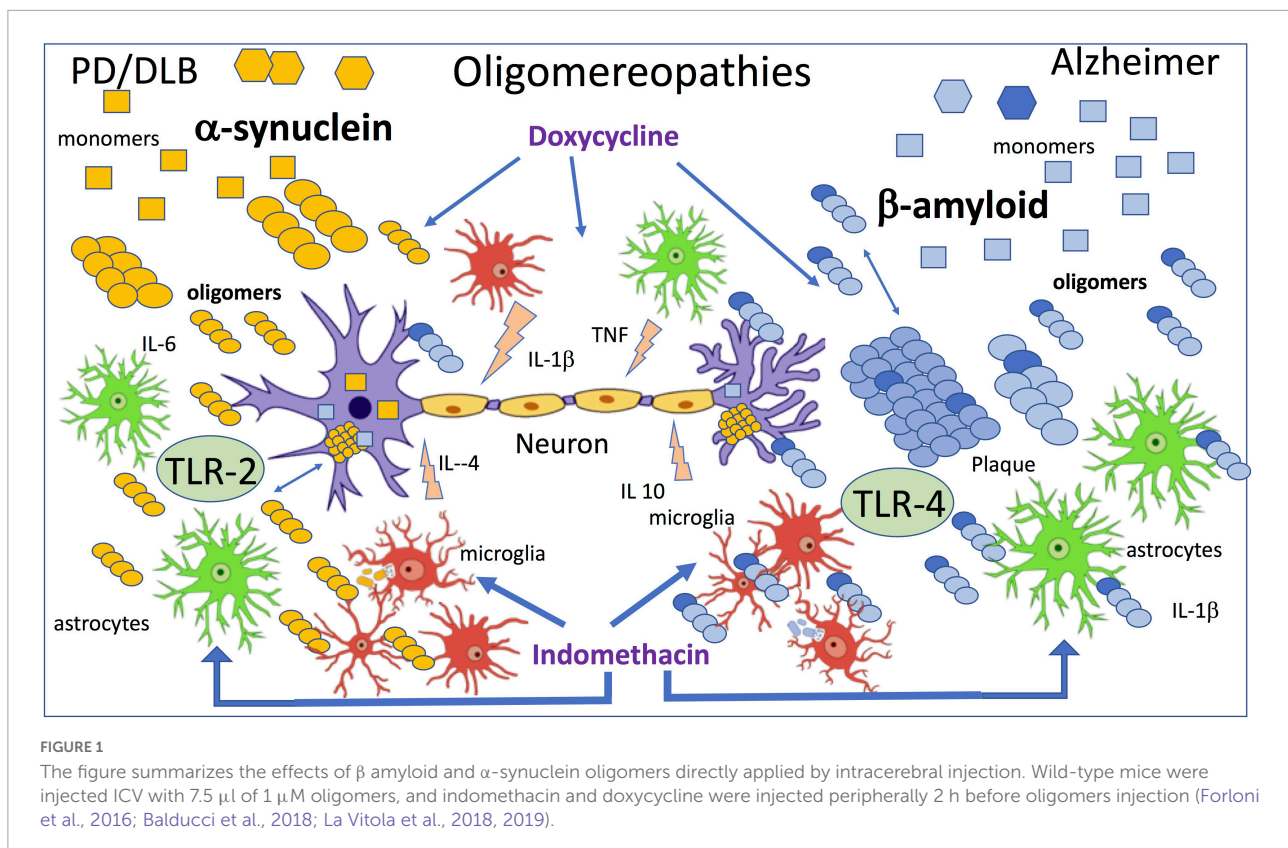 PD/DLB
Oligomereopathies
Alzheimer
monomers
α-synuclein
Doxycycline
monomers
β-amyloid
oligomers
oligomers
IL-6
IL-1β
TNF
Neuron
TLR-2
IL--4
IL 10
Plaque
TLR-4
microglia
microglia
astrocytes
astrocytes
IL-1β
Indomethacin
FIGURE 1
The figure summarizes the effects of β amyloid and α-synuclein oligomers directly applied by intracerebral injection. Wild-type mice were
injected ICV with 7.5 μl of 1 μM oligomers, and indomethacin and doxycycline were injected peripherally 2 h before oligomers injection (Forloni
et al., 2016; Balducci et al., 2018; La Vitola et al., 2018, 2019).